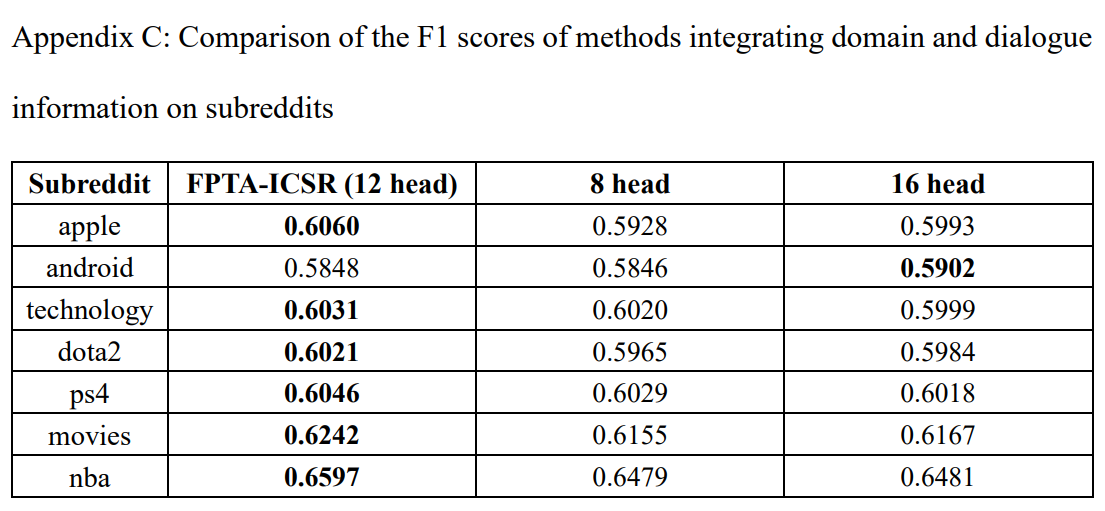 Appendix C: Comparison of the F1 scores of methods integrating domain and dialogue
information on subreddits
Subreddit FPTA-ICSR (12 head) 8 head 16 head
apple 0.6060 0.5928 0.5993
android 0.5848 0.5846 0.5902
technology 0.6031 0.6020 0.5999
dota2 0.6021 0.5965 0.5984
ps4 0.6046 0.6029 0.6018
movies 0.6242 0.6155 0.6167
nba 0.6597 0.6479 0.6481